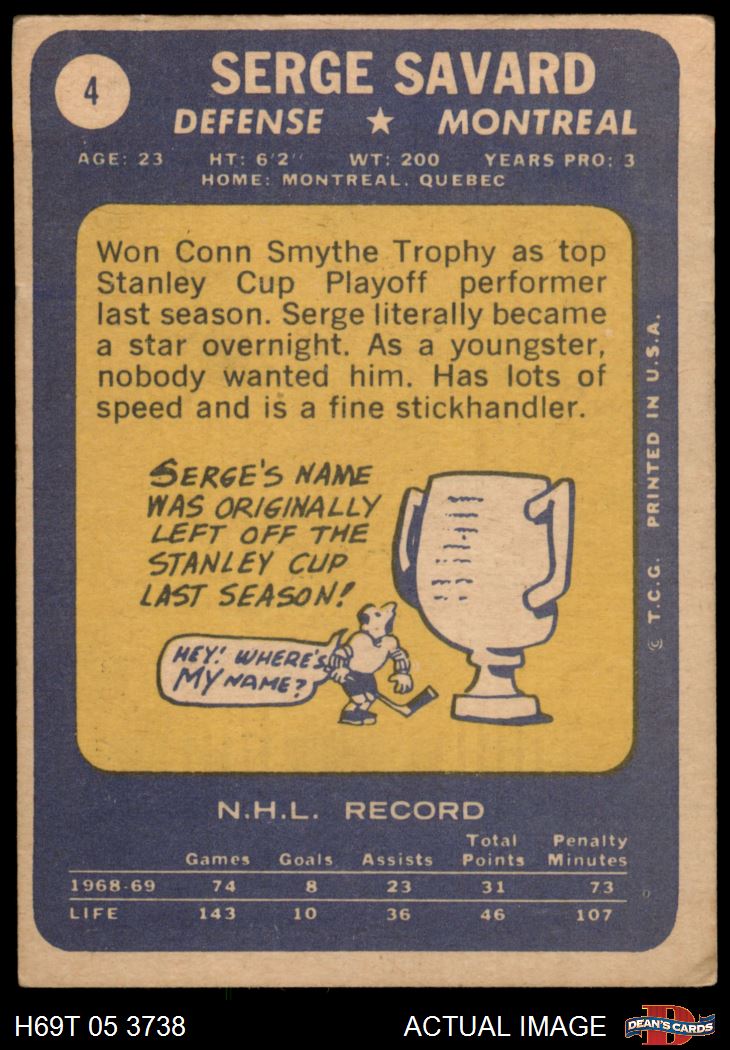 4
SERGE SAVARD
DEFENSE ★ MONTREAL
AGE: 23 HT: 6'2'' WT: 200 YEARS PRO: 3
HOME: MONTREAL, QUEBEC
Won Conn Smythe Trophy as top
Stanley Cup Playoff performer
last season. Serge literally became
a star overnight. As a youngster,
nobody wanted him. Has lots of
speed and is a fine stickhandler.
SERGE'S NAME
WAS ORIGINALLY
LEFT OFF THE
STANLEY CUP
LAST SEASON!
HEY! WHERE'S
MY NAME?
© T.C.G. PRINTED IN U.S.A.
N.H.L. RECORD
Games Goals Assists Total Points Penalty Minutes
1968-69 74 8 23 31 73
LIFE 143 10 36 46 107
H69T 05 3738 ACTUAL IMAGE D DEAN'S CARDS